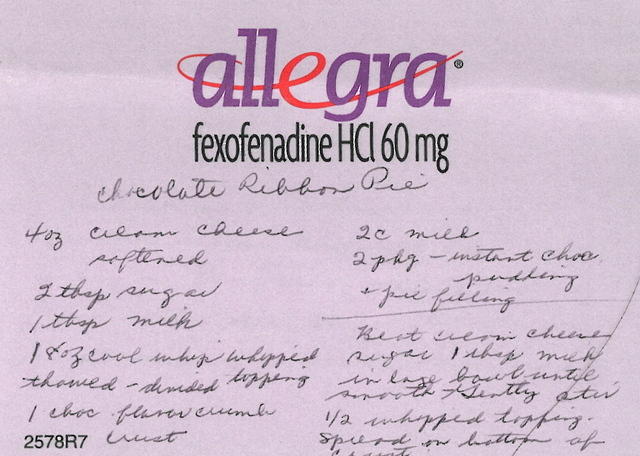 allegra®
fexofenadine HCl 60 mg
Chocolate Ribbon Pie
4oz cream cheese
softened
2 tbsp sugar
1 tbsp milk
1 8oz cool whip whipped
thawed - divided topping
1 choc flavor crumb
crust
2578R7
2c milk
2 pkg - instant choc
pudding
+ pie filling
Beat cream cheese
sugar 1 tbsp milk
in large bowl until
smooth Gently stir
1/2 whipped topping.
Spread on bottom of
crust